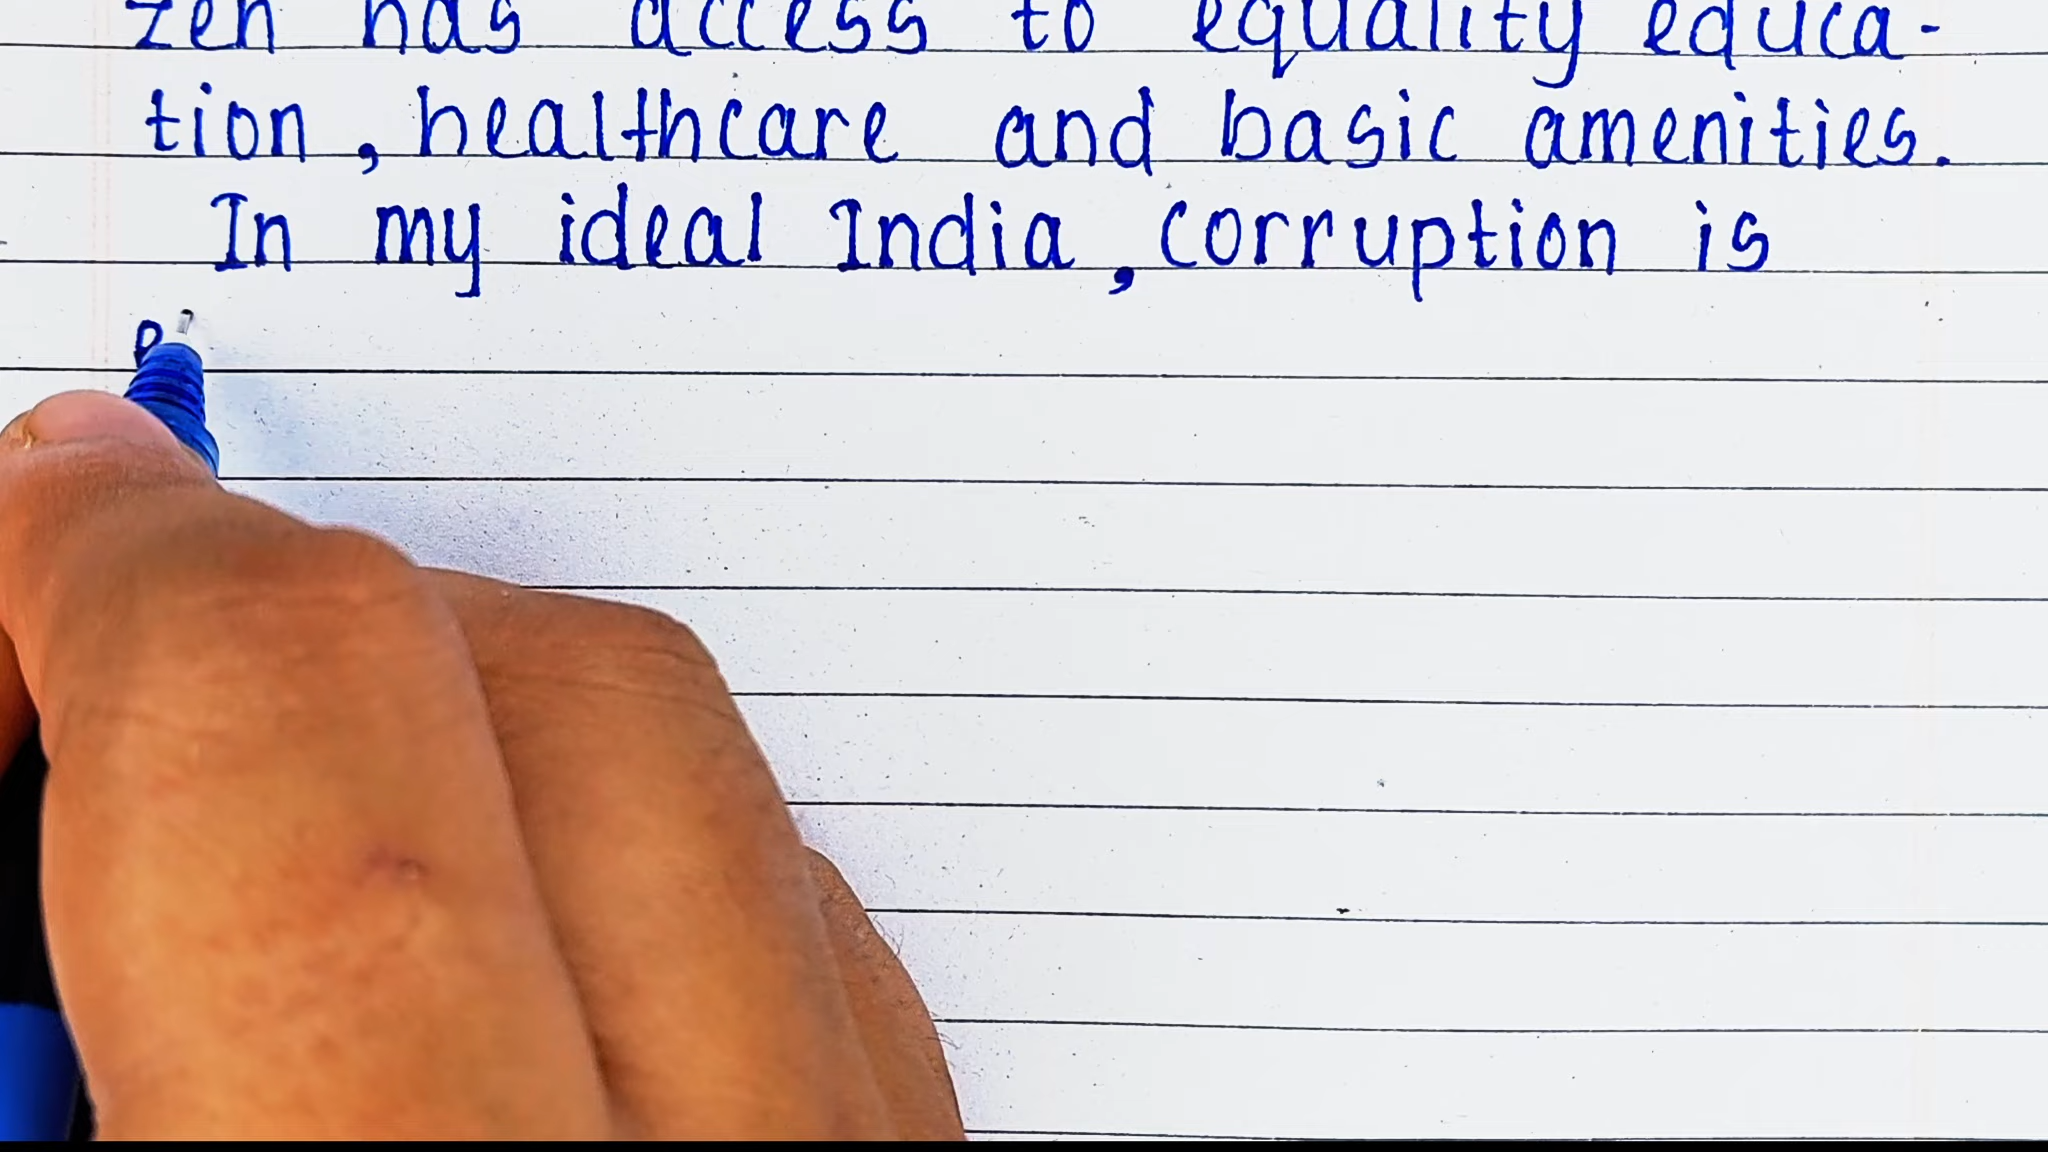 zen has access to equality educa-
tion, healthcare and basic amenities.
In my ideal India, corruption is